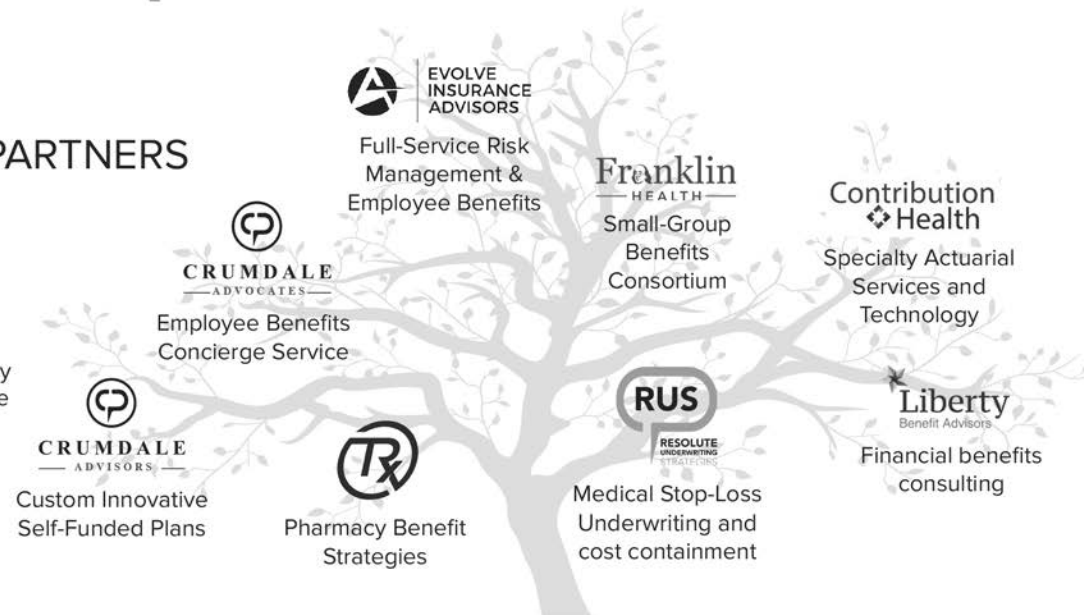 PARTNERS
EVOLVE
INSURANCE
ADVISORS
Full-Service Risk
Management &
Employee Benefits
Franklin
HEALTH
Small-Group
Benefits
Consortium
Contribution
Health
Specialty Actuarial
Services and
Technology
CRUMDALE
ADVOCATES
Employee Benefits
Concierge Service
y
e
CRUMDALE
ADVISORS
Custom Innovative
Self-Funded Plans
TRx
Pharmacy Benefit
Strategies
RUS
RESOLUTE
UNDERWRITING
STRATEGIES
Medical Stop-Loss
Underwriting and
cost containment
Liberty
Benefit Advisors
Financial benefits
consulting